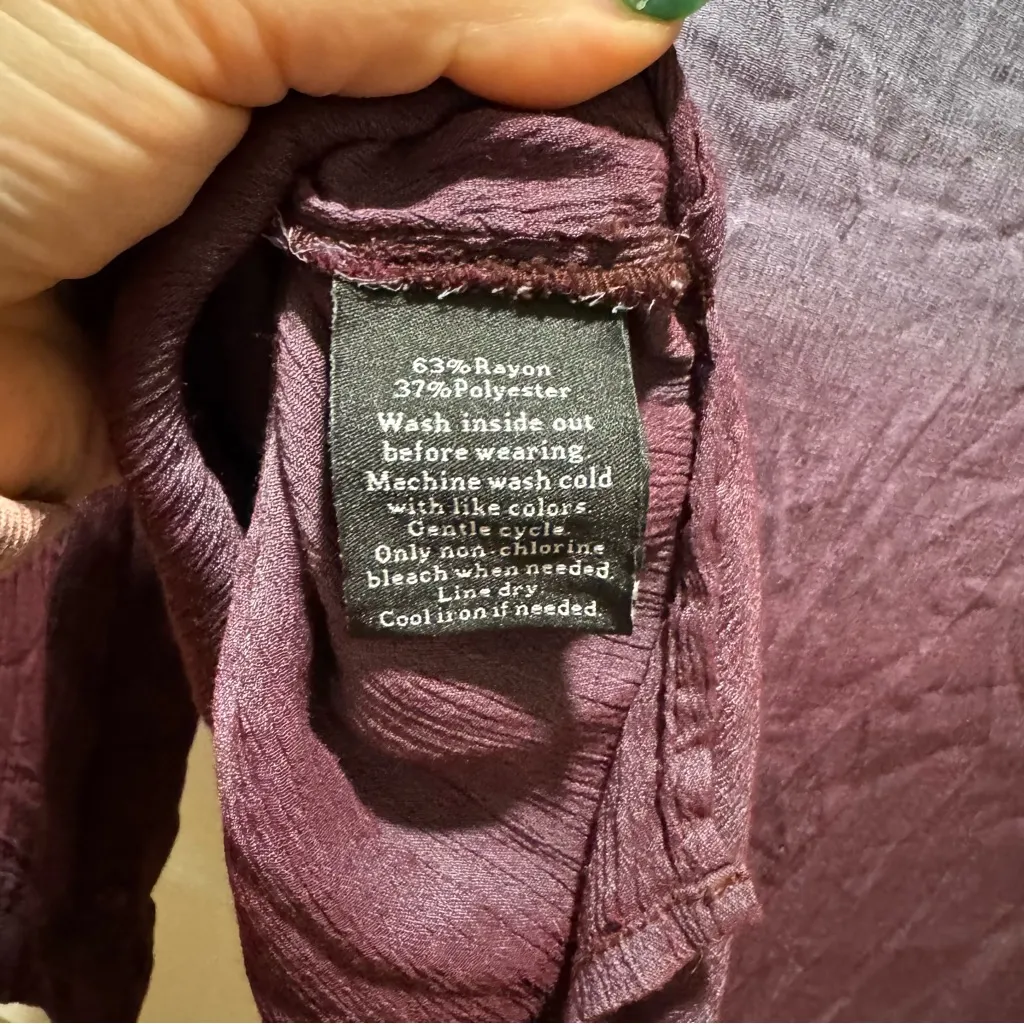 63%Rayon
37%Polyester
Wash inside out
before wearing.
Machine wash cold
with like colors.
Gentle cycle.
Only non-chlorine
bleach when needed.
Line dry
Cool iron if needed.